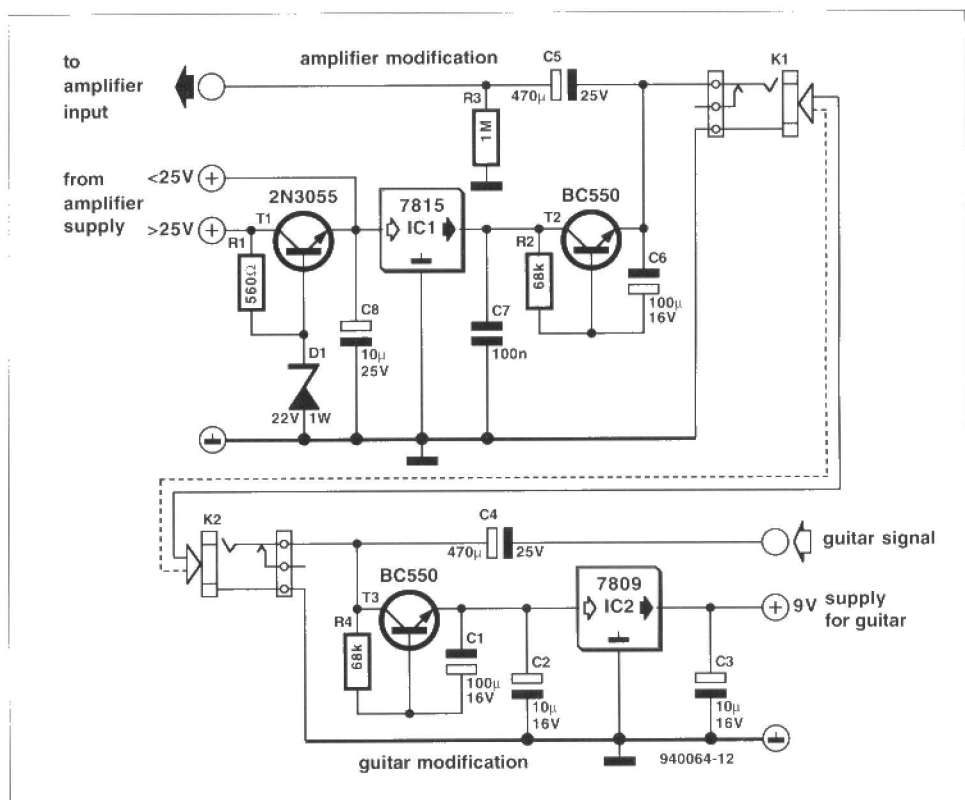 amplifier modification
to
amplifier
input
C5
470µ
25V
K1
R3
1M
from
amplifier
supply
<25V
>25V
2N3055
T1
R1
560Ω
7815
IC1
BC550
T2
R2
68k
C6
100µ
16V
C8
10µ
25V
C7
100n
D1
22V
1W
K2
C4
470µ
25V
guitar signal
BC550
T3
R4
68k
C1
100µ
16V
C2
10µ
16V
7809
IC2
C3
10µ
16V
9V supply
for guitar
guitar modification
940064-12